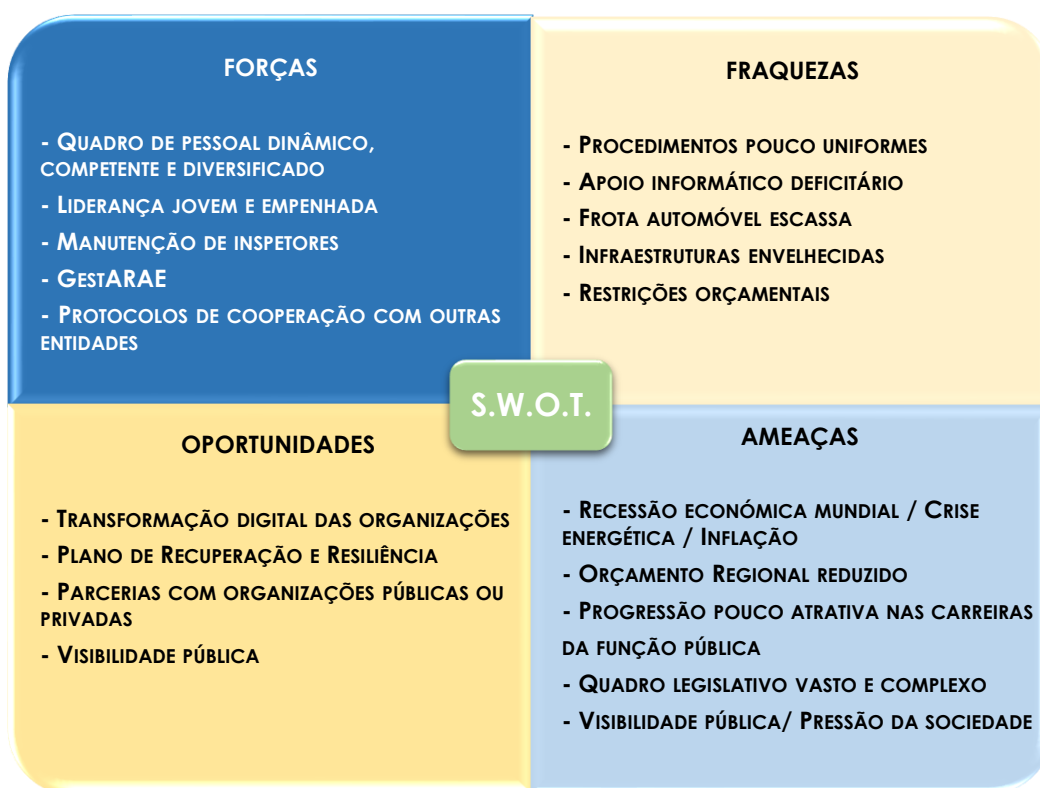 FORÇAS
- QUADRO DE PESSOAL DINÂMICO,
COMPETENTE E DIVERSIFICADO
- LIDERANÇA JOVEM E EMPENHADA
- MANUTENÇÃO DE INSPETORES
- GESTARAE
- PROTOCOLOS DE COOPERAÇÃO COM OUTRAS
ENTIDADES
FRAQUEZAS
- PROCEDIMENTOS POUCO UNIFORMES
- APOIO INFORMÁTICO DEFICITÁRIO
- FROTA AUTOMÓVEL ESCASSA
- INFRAESTRUTURAS ENVELHECIDAS
- RESTRIÇÕES ORÇAMENTAIS
S.W.O.T.
OPORTUNIDADES
- TRANSFORMAÇÃO DIGITAL DAS ORGANIZAÇÕES
- PLANO DE RECUPERAÇÃO E RESILIÊNCIA
- PARCERIAS COM ORGANIZAÇÕES PÚBLICAS OU
PRIVADAS
- VISIBILIDADE PÚBLICA
AMEAÇAS
- RECESSÃO ECONÓMICA MUNDIAL / CRISE
ENERGÉTICA / INFLAÇÃO
- ORÇAMENTO REGIONAL REDUZIDO
- PROGRESSÃO POUCO ATRATIVA NAS CARREIRAS
DA FUNÇÃO PÚBLICA
- QUADRO LEGISLATIVO VASTO E COMPLEXO
- VISIBILIDADE PÚBLICA/ PRESSÃO DA SOCIEDADE